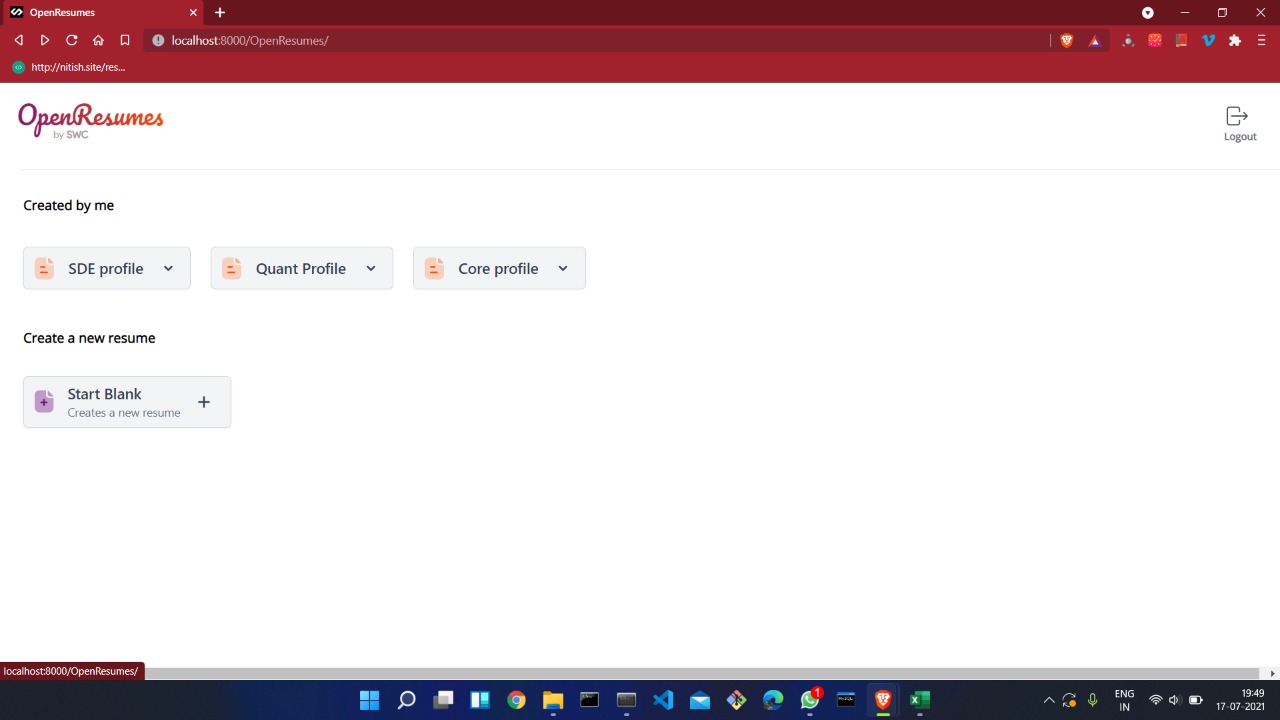 OpenResumes
localhost:8000/OpenResumes/
http://nitish.site/res...
OpenResumes
by SWC
Logout
Created by me
SDE profile
Quant Profile
Core profile
Create a new resume
Start Blank
Creates a new resume
localhost:8000/OpenResumes/
1
ENG
IN
19:49
17-07-2021